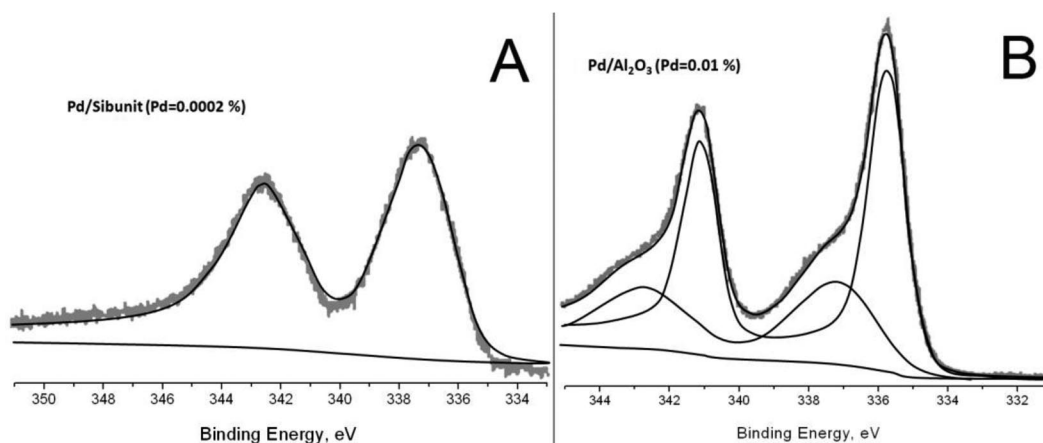 A
Pd/Sibunit (Pd=0.0002 %)
350 348 346 344 342 340 338 336 334
Binding Energy, eV
B
Pd/Al₂O₃ (Pd=0.01 %)
344 342 340 338 336 334 332
Binding Energy, eV